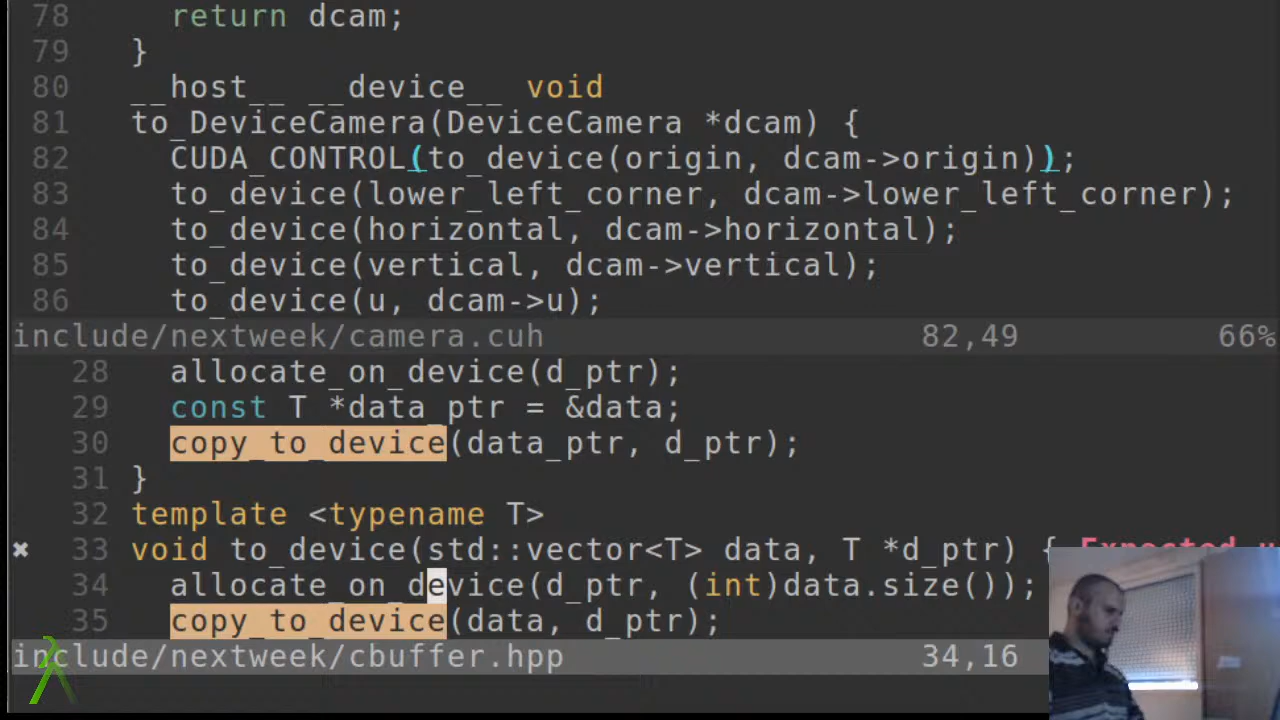 78 return dcam;
79 }
80 __host__ __device__ void
81 to_DeviceCamera(DeviceCamera *dcam) {
82 CUDA_CONTROL(to_device(origin, dcam->origin));
83 to_device(lower_left_corner, dcam->lower_left_corner);
84 to_device(horizontal, dcam->horizontal);
85 to_device(vertical, dcam->vertical);
86 to_device(u, dcam->u);
include/nextweek/camera.cuh 82,49 66%
28 allocate_on_device(d_ptr);
29 const T *data_ptr = &data;
30 copy_to_device(data_ptr, d_ptr);
31 }
32 template <typename T>
✖ 33 void to_device(std::vector<T> data, T *d_ptr) { Expected
34 allocate_on_device(d_ptr, (int)data.size());
35 copy_to_device(data, d_ptr);
include/nextweek/cbuffer.hpp 34,16